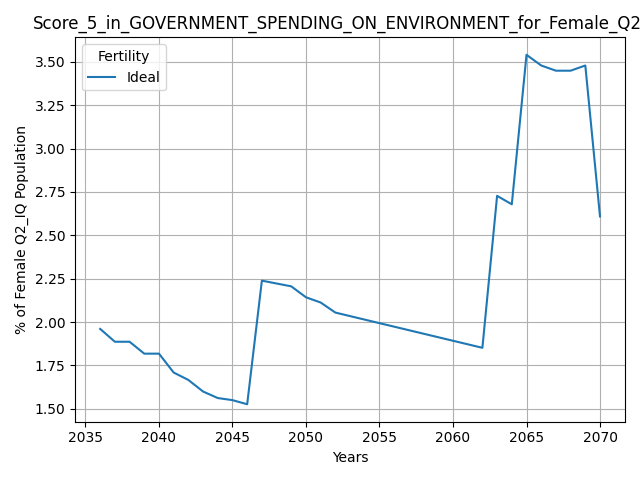 Score_5_in_GOVERNMENT_SPENDING_ON_ENVIRONMENT_for_Female_Q2
Fertility
Ideal
% of Female Q2_IQ Population
3.50
3.25
3.00
2.75
2.50
2.25
2.00
1.75
1.50
2035 2040 2045 2050 2055 2060 2065 2070
Years